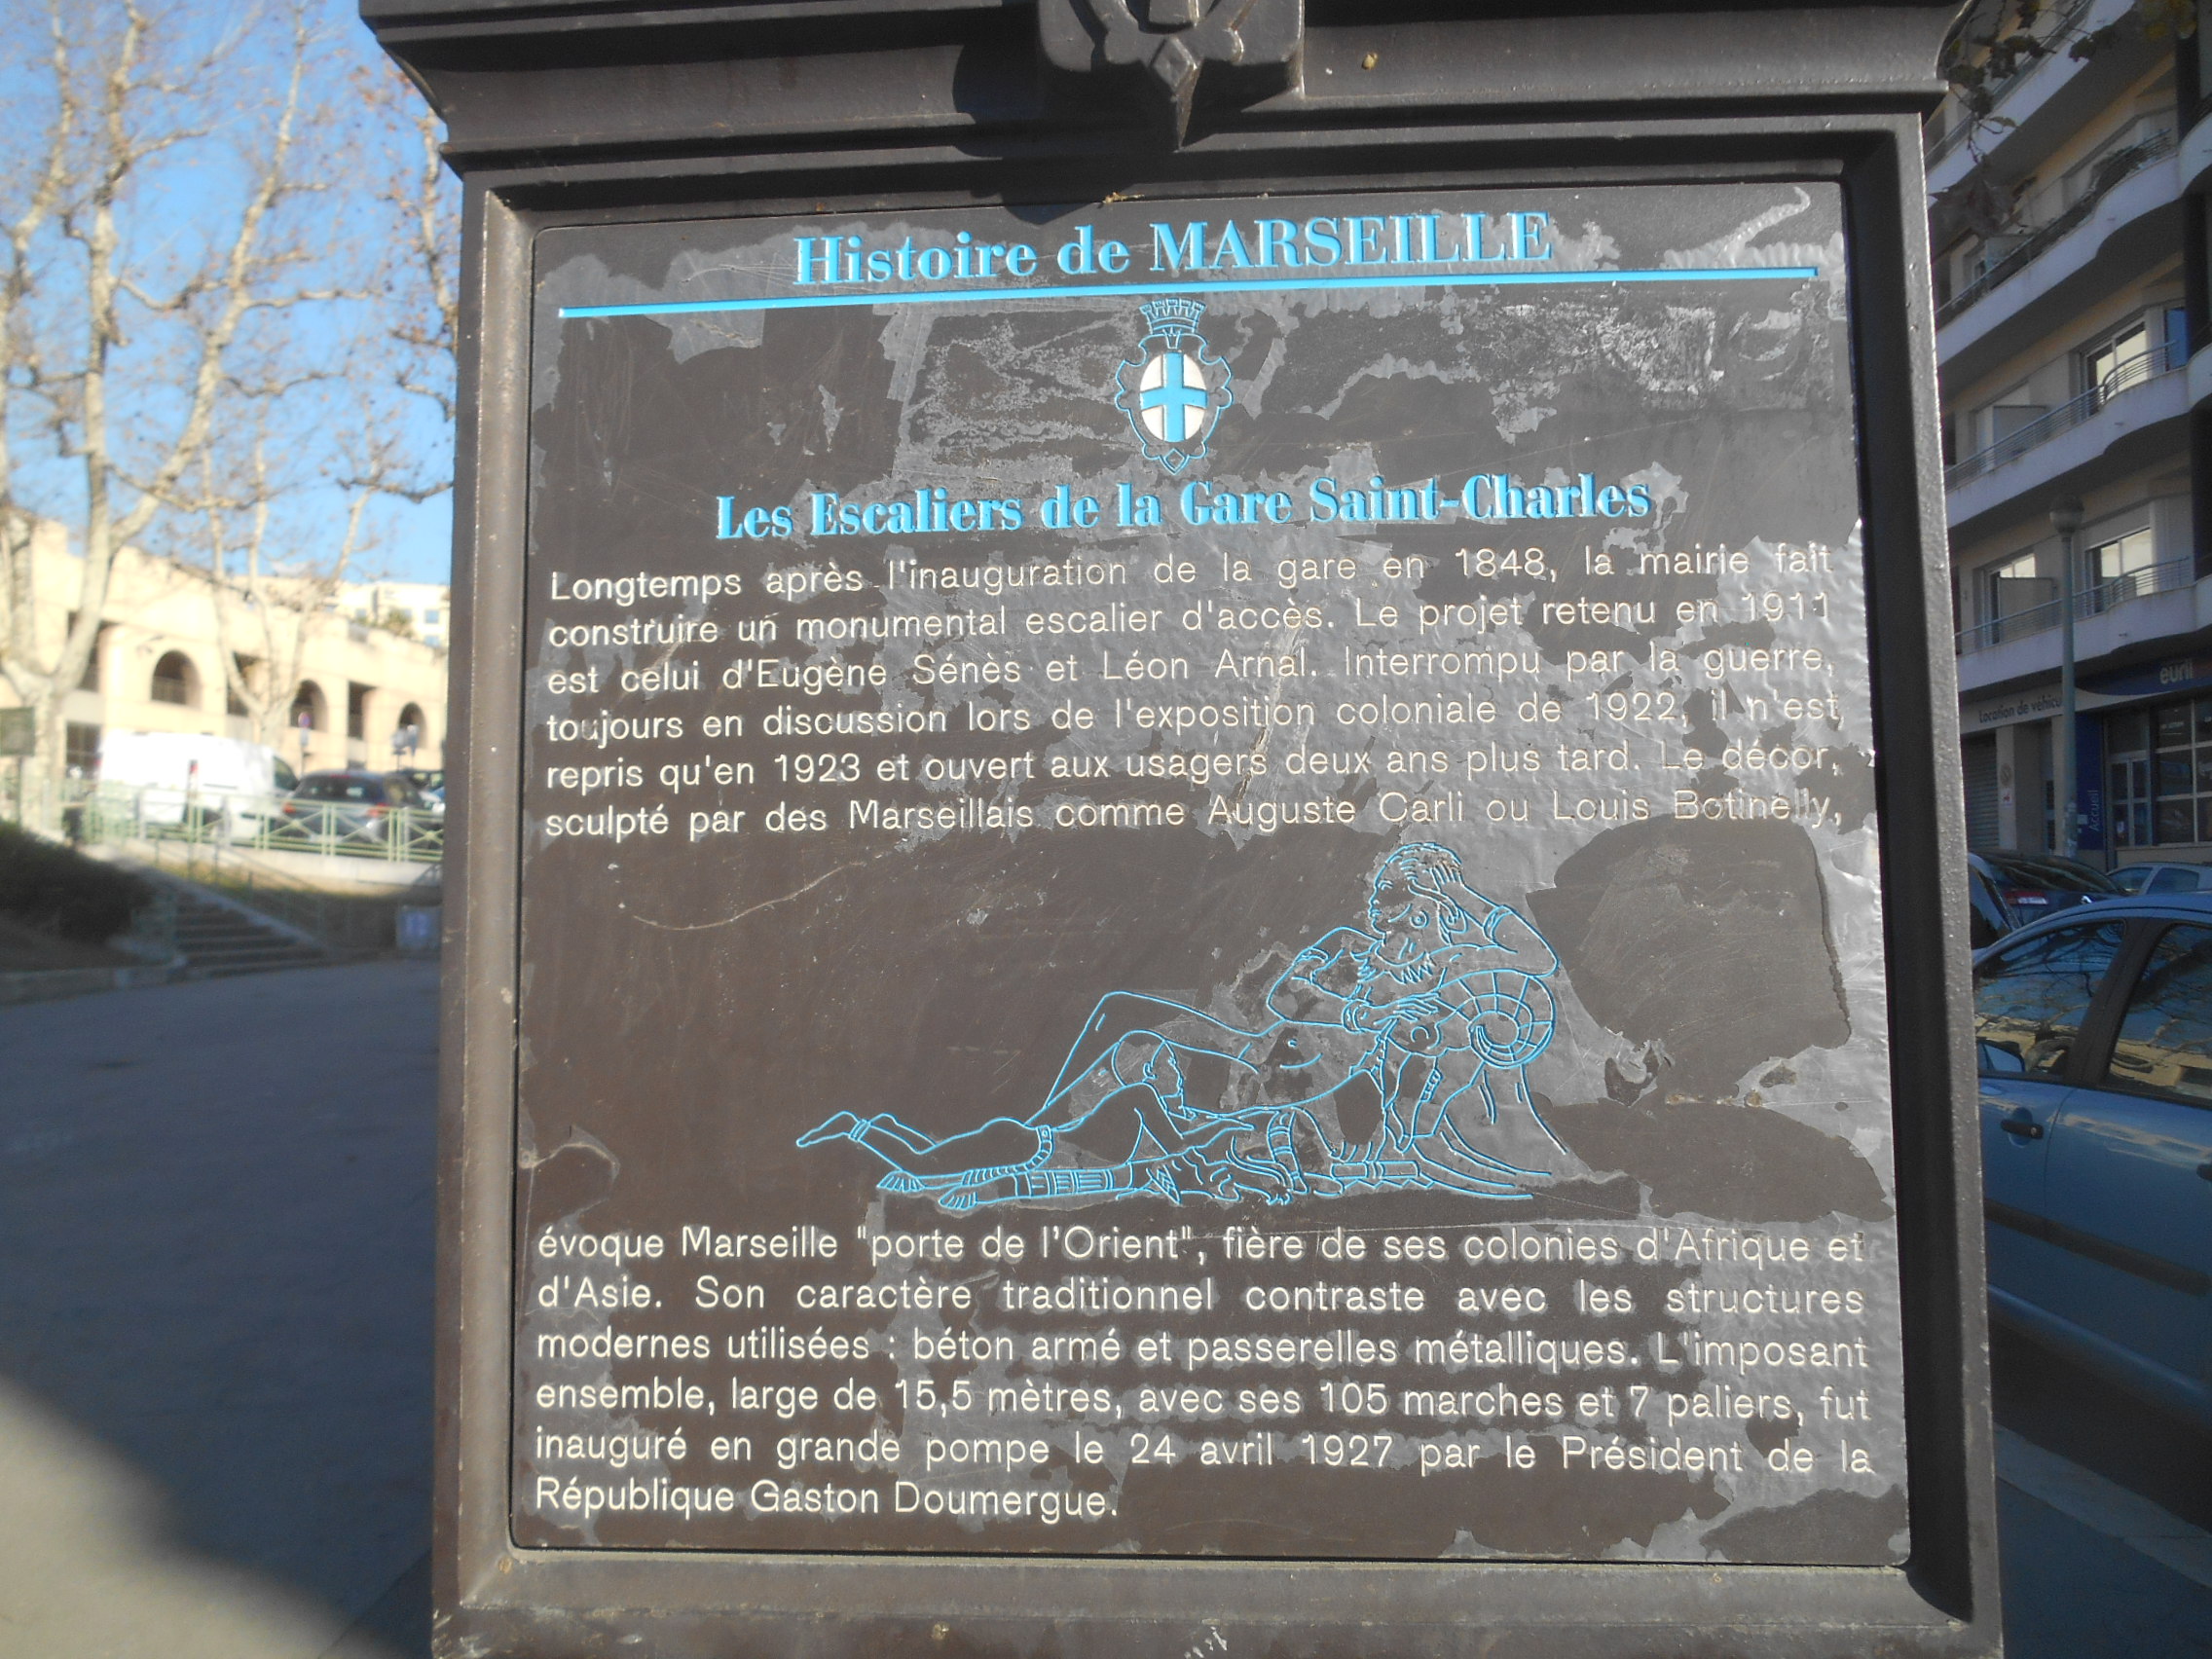 Histoire de MARSEILLE
Les Escaliers de la Gare Saint-Charles
Longtemps après l'inauguration de la gare en 1848, la mairie fait
construire un monumental escalier d'accès. Le projet retenu en 1911
est celui d'Eugène Sénès et Léon Arnal. Interrompu par la guerre,
toujours en discussion lors de l'exposition coloniale de 1922, il n'est
repris qu'en 1923 et ouvert aux usagers deux ans plus tard. Le décor,
sculpté par des Marseillais comme Auguste Carli ou Louis Botinelly,
évoque Marseille "porte de l'Orient", fière de ses colonies d'Afrique et
d'Asie. Son caractère traditionnel contraste avec les structures
modernes utilisées : béton armé et passerelles métalliques. L'imposant
ensemble, large de 15,5 mètres, avec ses 105 marches et 7 paliers, fut
inauguré en grande pompe le 24 avril 1927 par le Président de la
République Gaston Doumergue.
Location de
Accueil